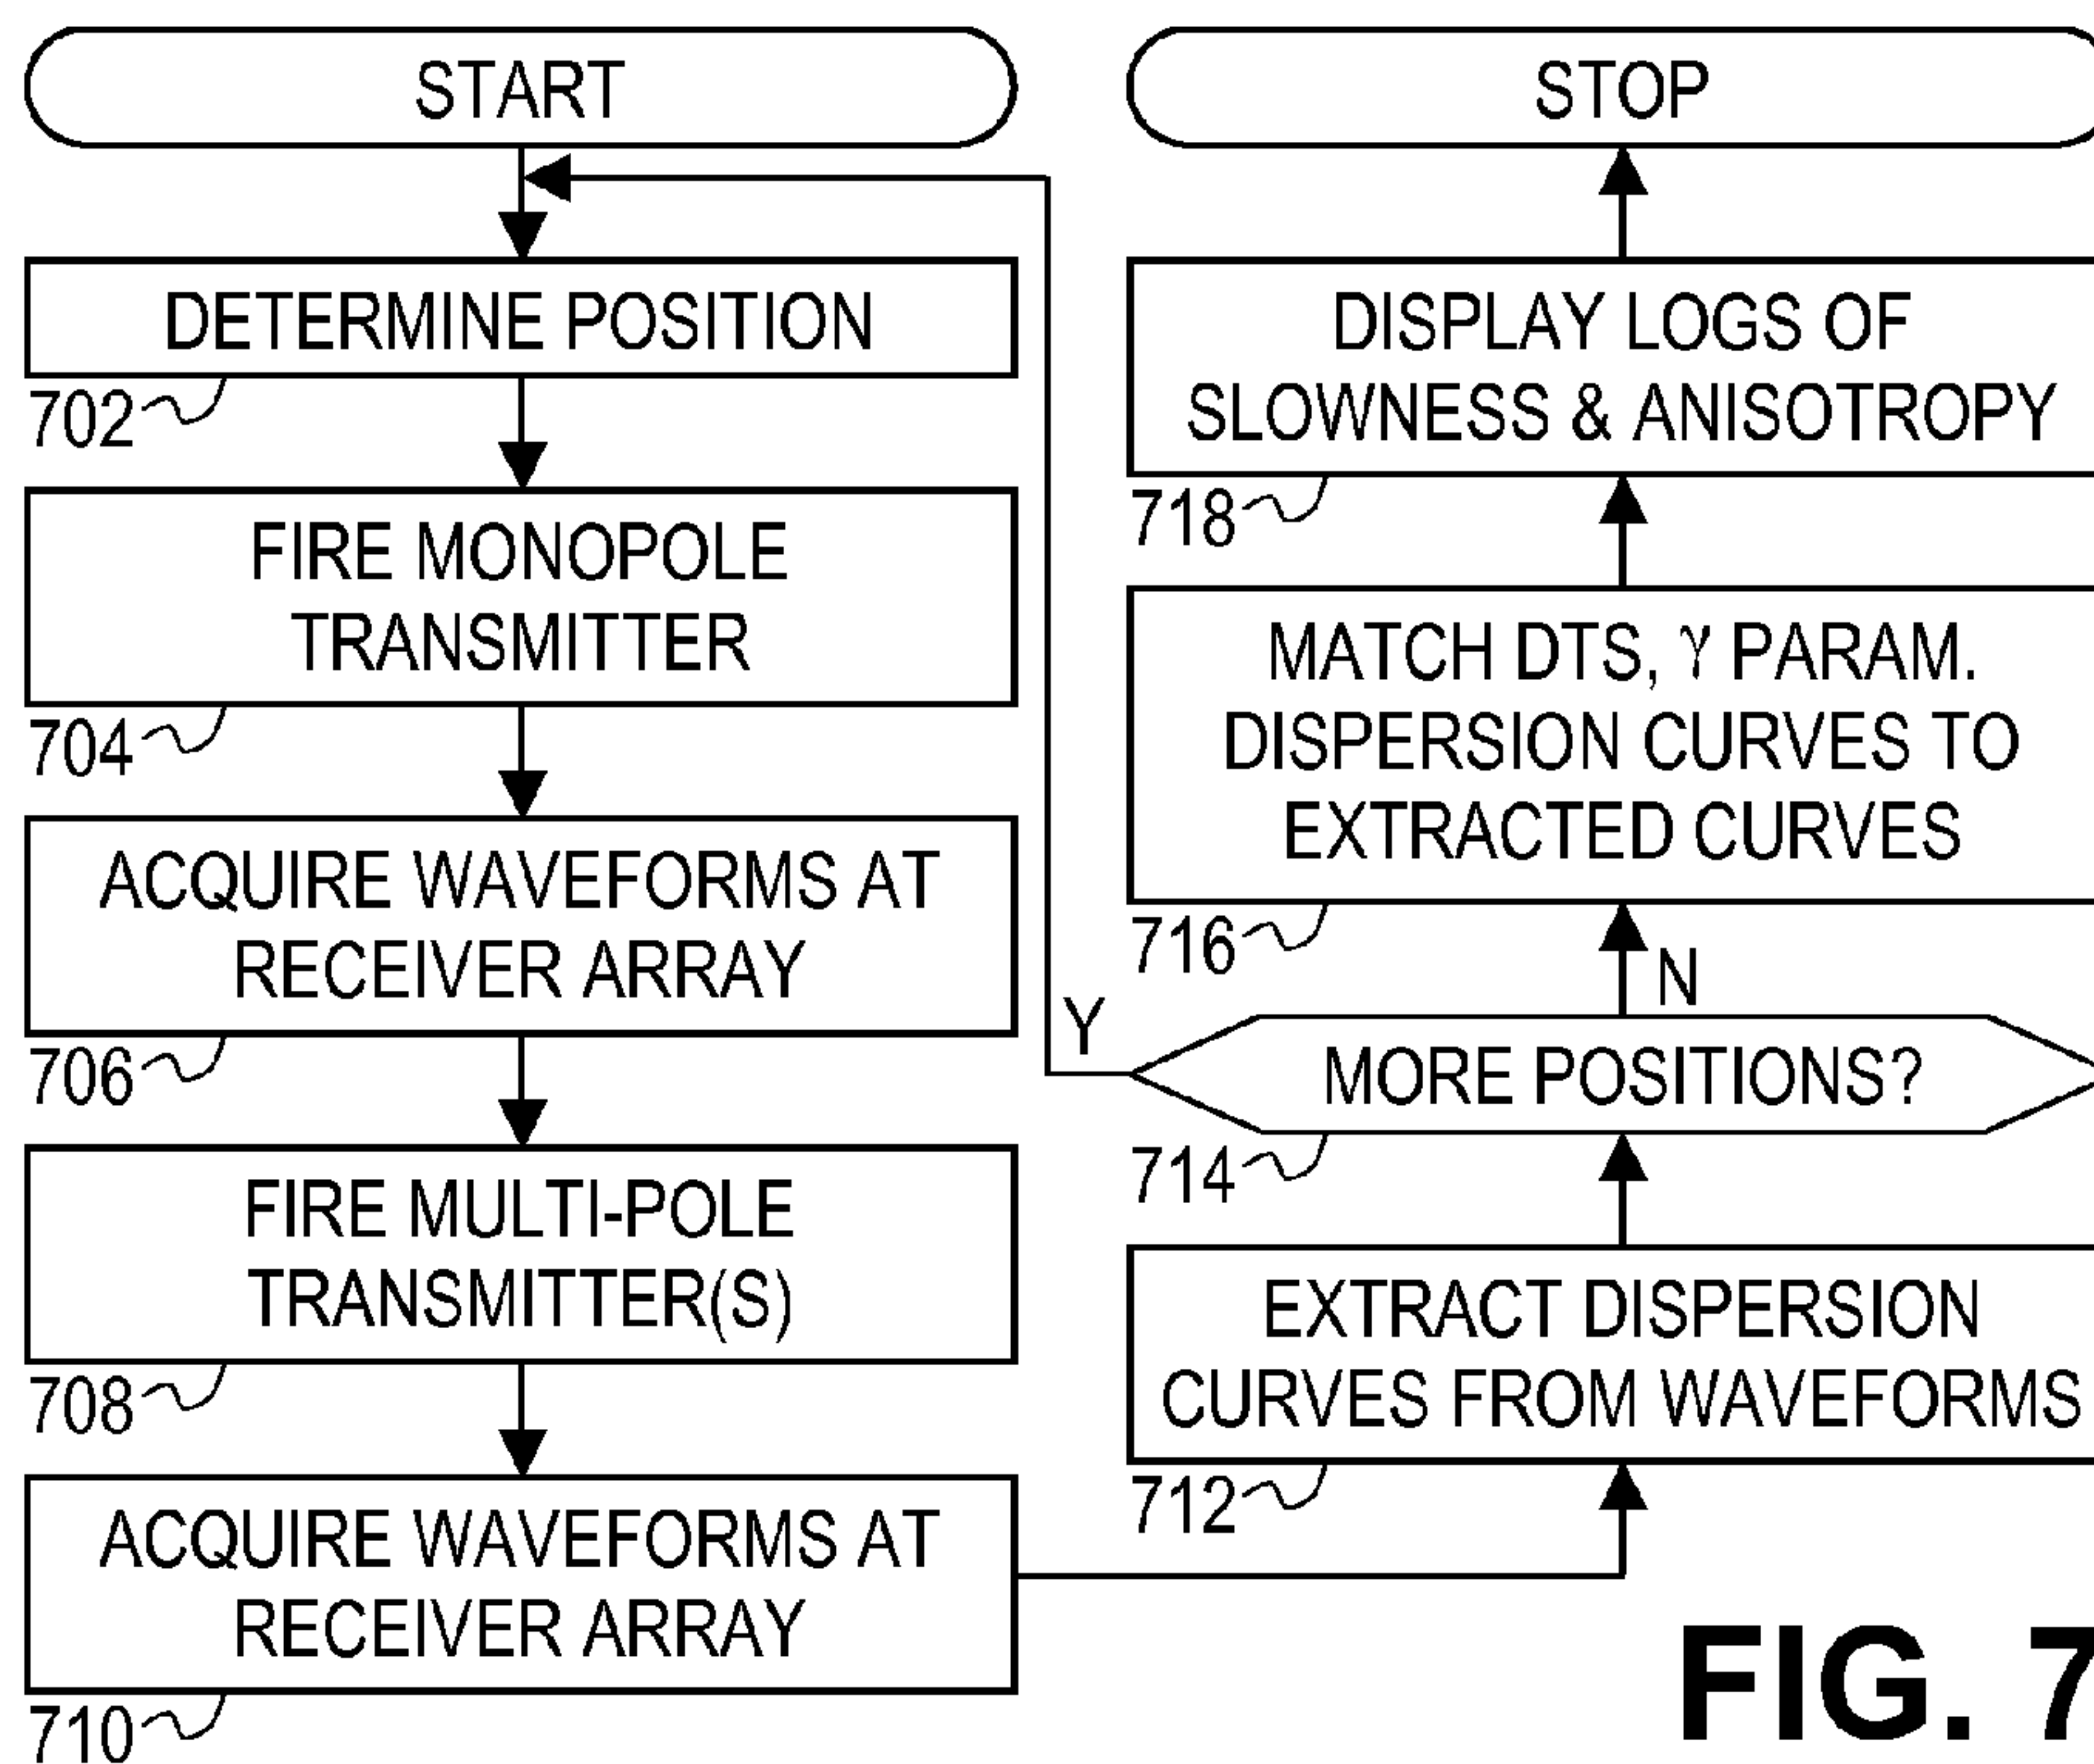 START
DETERMINE POSITION
702
FIRE MONOPOLE
TRANSMITTER
704
ACQUIRE WAVEFORMS AT
RECEIVER ARRAY
706
FIRE MULTI-POLE
TRANSMITTER(S)
708
ACQUIRE WAVEFORMS AT
RECEIVER ARRAY
710
STOP
DISPLAY LOGS OF
SLOWNESS & ANISOTROPY
718
MATCH DTS, γ PARAM.
DISPERSION CURVES TO
EXTRACTED CURVES
716
N
Y
MORE POSITIONS?
714
EXTRACT DISPERSION
CURVES FROM WAVEFORMS
712
FIG. 7